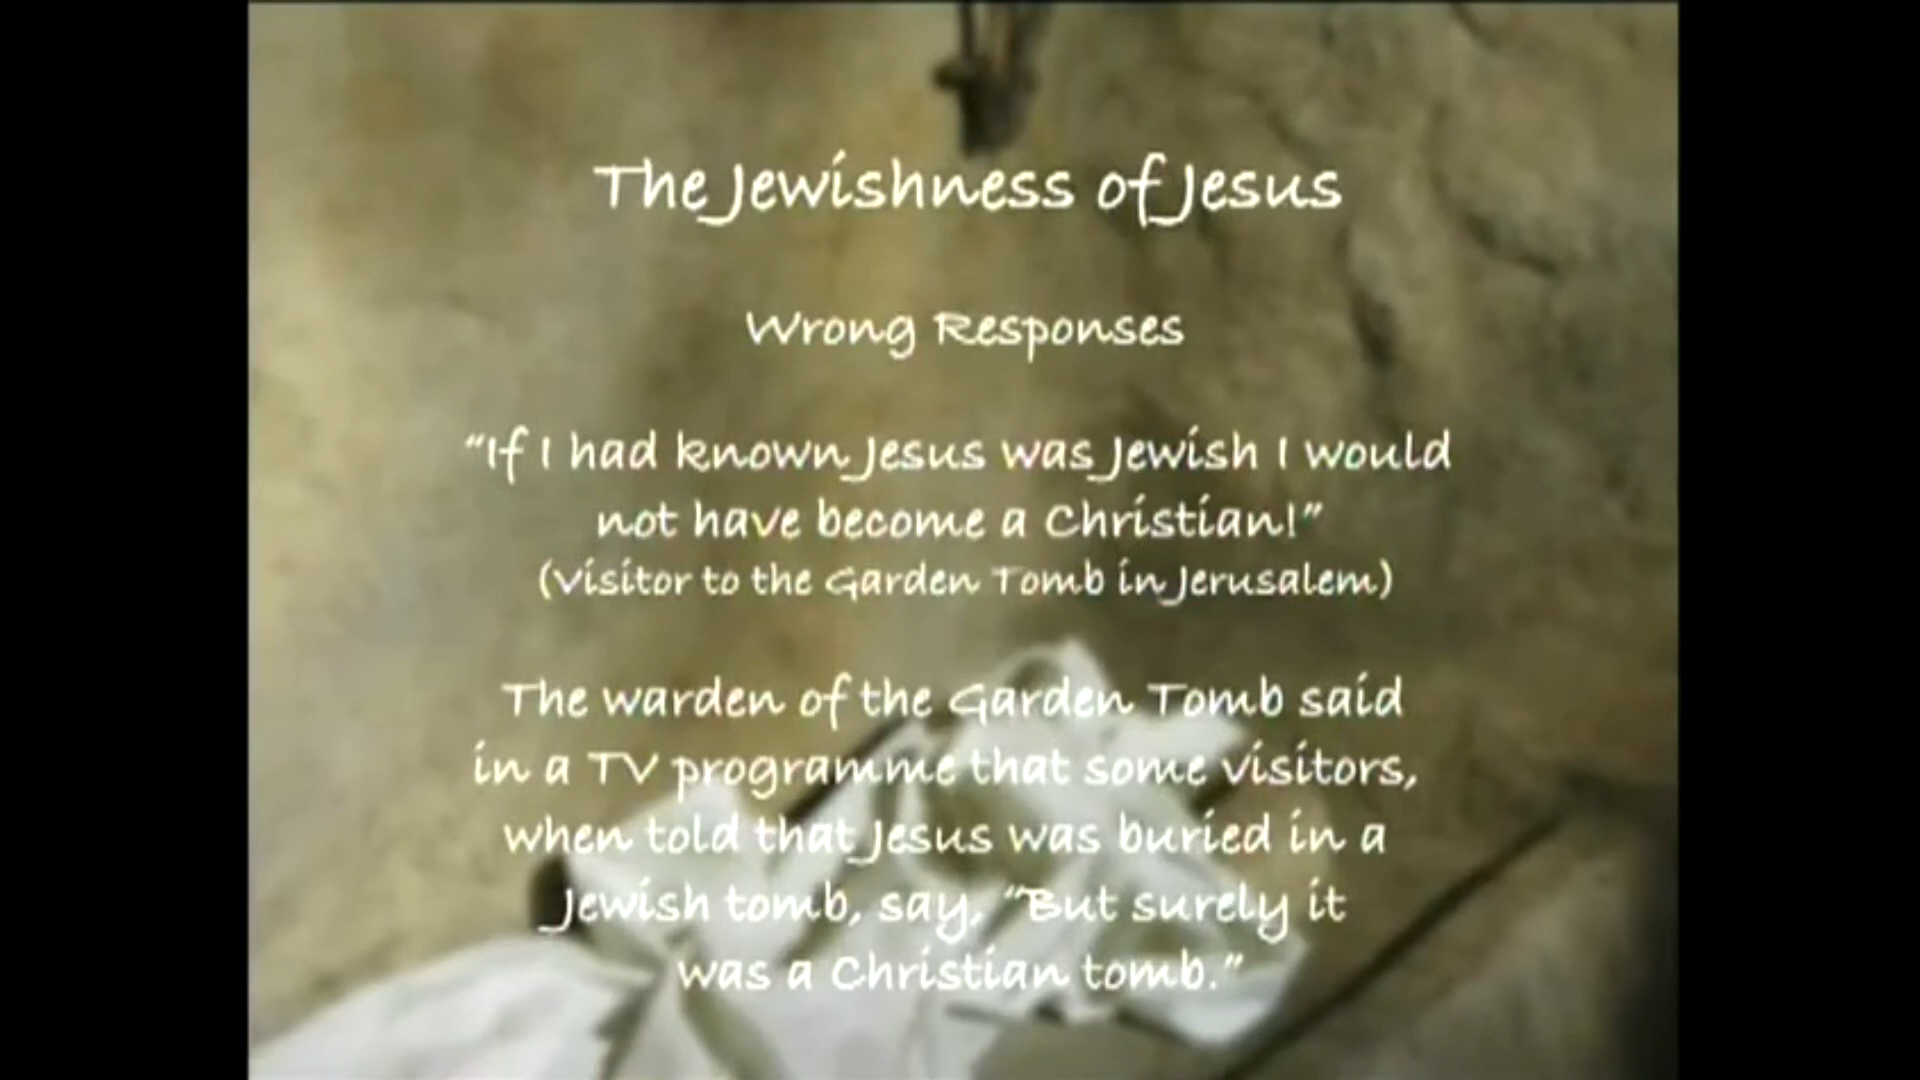 The Jewishness of Jesus
Wrong Responses
“If I had known Jesus was Jewish I would
not have become a Christian!”
(Visitor to the Garden Tomb in Jerusalem)
The warden of the Garden Tomb said
in a TV programme that some visitors,
when told that Jesus was buried in a
Jewish tomb, say, “But surely it
was a Christian tomb.”